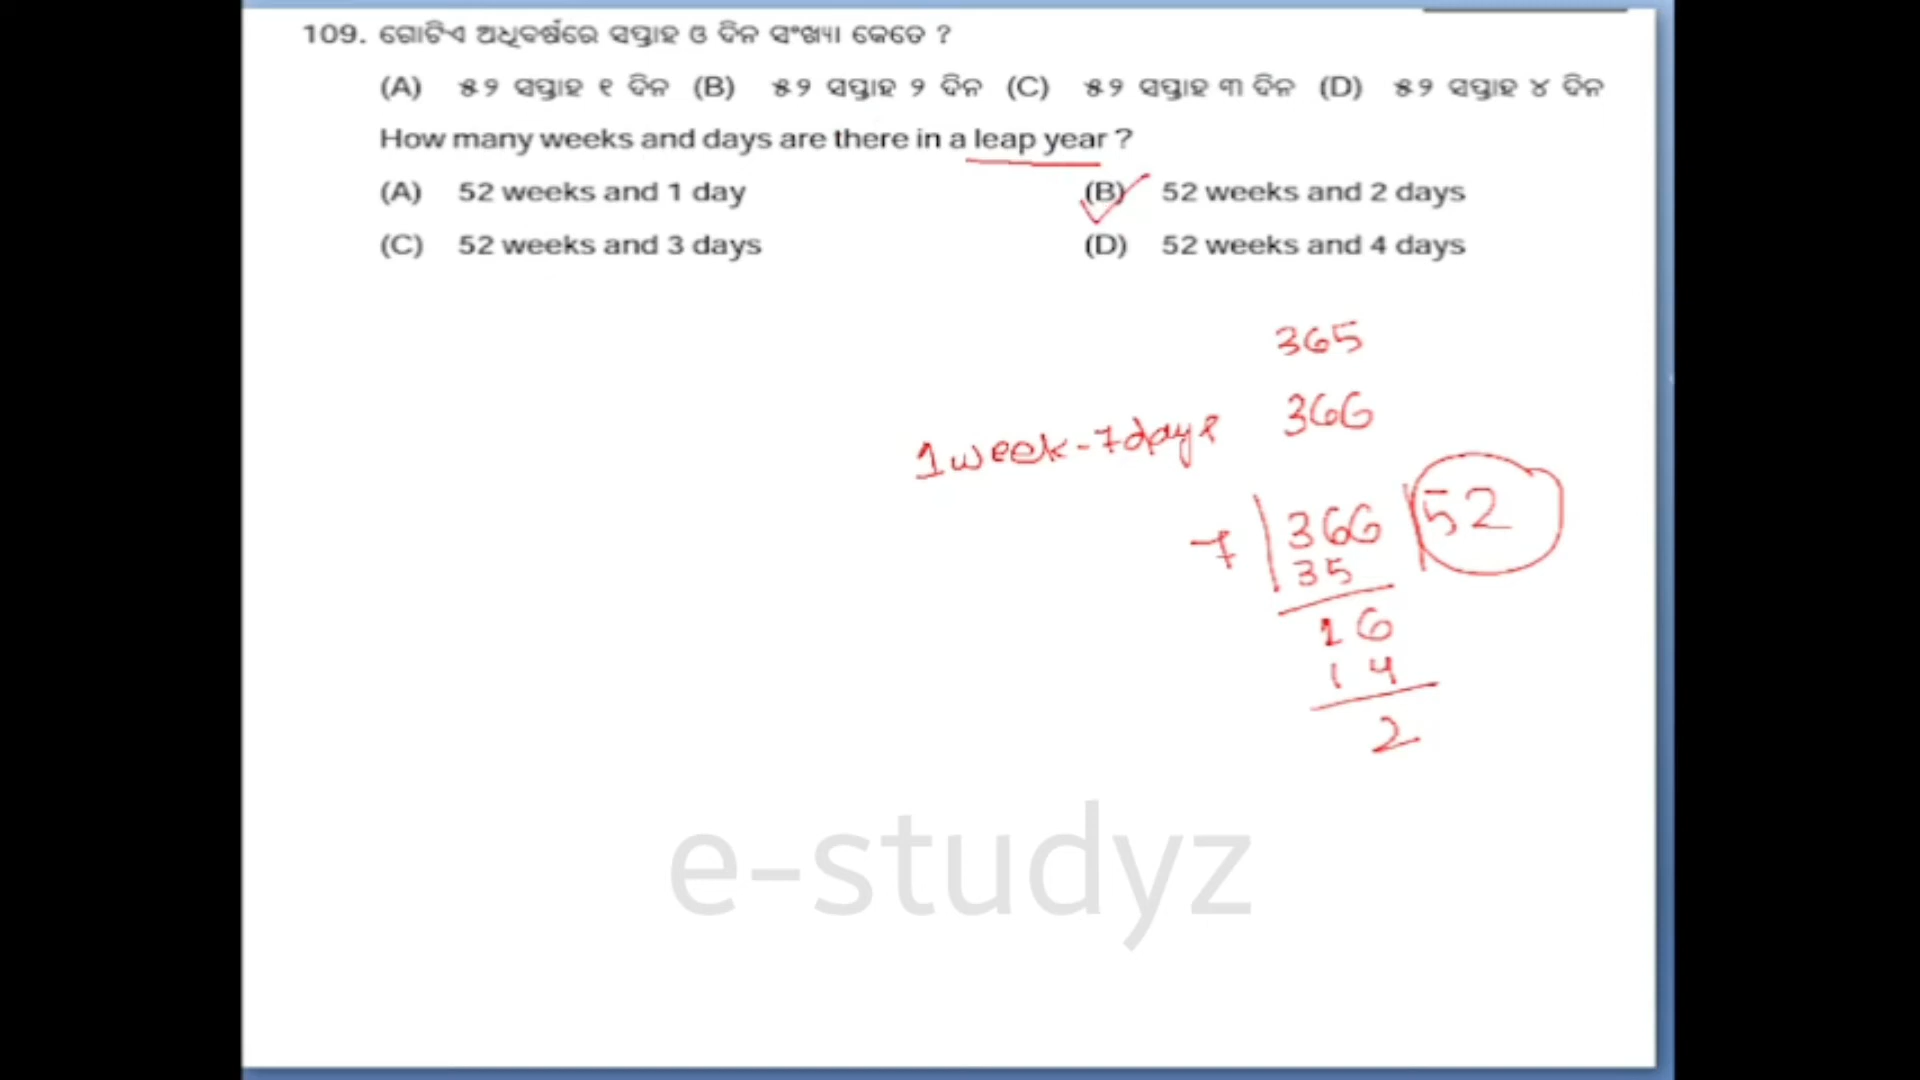 109. ଗୋଟିଏ ଅଧିବର୍ଷରେ ସପ୍ତାହ ଓ ଦିନ ସଂଖ୍ୟା କେତେ ?
(A) ୫୨ ସପ୍ତାହ ୧ ଦିନ (B) ୫୨ ସପ୍ତାହ ୨ ଦିନ (C) ୫୨ ସପ୍ତାହ ୩ ଦିନ (D) ୫୨ ସପ୍ତାହ ୪ ଦିନ
How many weeks and days are there in a leap year ?
(A) 52 weeks and 1 day (B) 52 weeks and 2 days
(C) 52 weeks and 3 days (D) 52 weeks and 4 days
365
366
1 week - 7 days
7 366 52
35
16
14
2
e-studyz